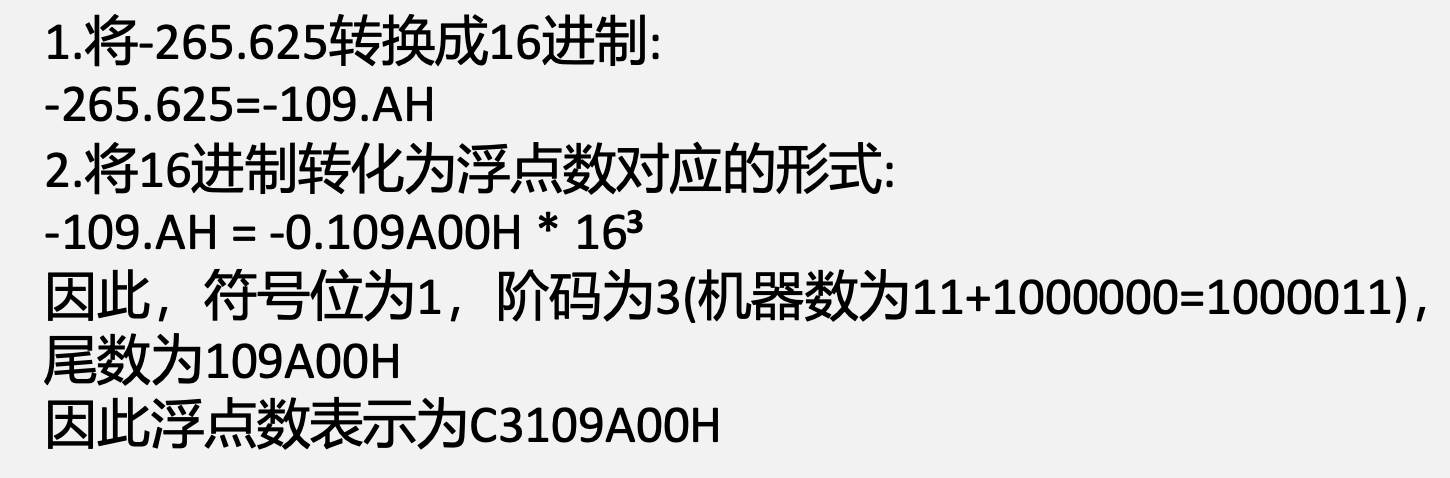 1.将-265.625转换成16进制:
-265.625=-109.AH
2.将16进制转化为浮点数对应的形式:
-109.AH = -0.109A00H * 16³
因此，符号位为1，阶码为3(机器数为11+1000000=1000011)，
尾数为109A00H
因此浮点数表示为C3109A00H